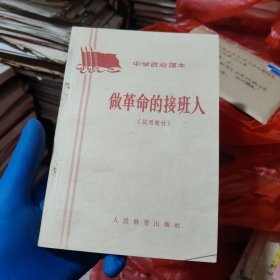 中学政治课本
做革命的接班人
（试用教材）
人民教育出版社